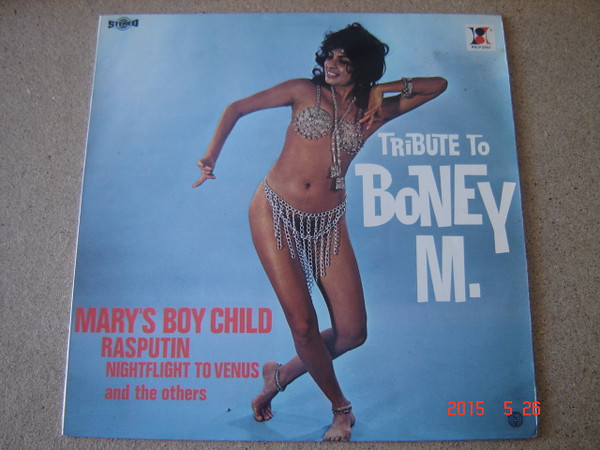 STEREO
TRiBUTE TO
BoNEY
M.
MARY'S BOY CHILD
RASPUTIN
NIGHTFLIGHT TO VENUS
and the others
2015 5 26